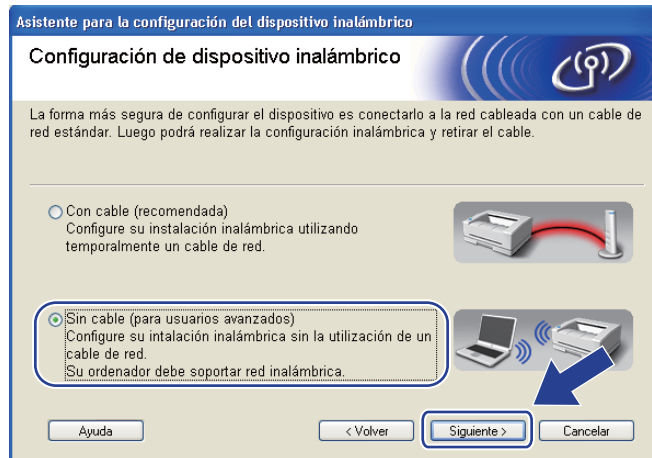 Asistente para la configuración del dispositivo inalámbrico
Configuración de dispositivo inalámbrico
La forma más segura de configurar el dispositivo es conectarlo a la red cableada con un cable de
red estándar. Luego podrá realizar la configuración inalámbrica y retirar el cable.
Con cable (recomendada)
Configure su instalación inalámbrica utilizando
temporalmente un cable de red.
Sin cable (para usuarios avanzados)
Configure su intalación inalámbrica sin la utilización de un
cable de red.
Su ordenador debe soportar red inalámbrica.
Ayuda
< Volver
Siguiente >
Cancelar